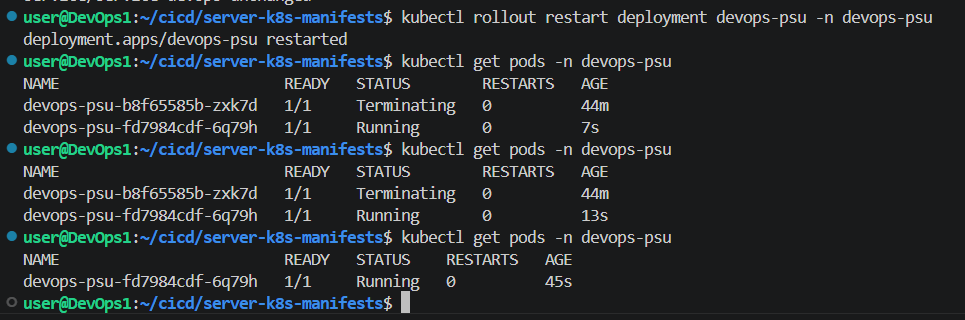 service/service-devops unchanged
user@DevOps1:~/cicd/server-k8s-manifests$ kubectl rollout restart deployment devops-psu -n devops-psu
deployment.apps/devops-psu restarted
user@DevOps1:~/cicd/server-k8s-manifests$ kubectl get pods -n devops-psu
NAME READY STATUS RESTARTS AGE
devops-psu-b8f65585b-zxk7d 1/1 Terminating 0 44m
devops-psu-fd7984cdf-6q79h 1/1 Running 0 7s
user@DevOps1:~/cicd/server-k8s-manifests$ kubectl get pods -n devops-psu
NAME READY STATUS RESTARTS AGE
devops-psu-b8f65585b-zxk7d 1/1 Terminating 0 44m
devops-psu-fd7984cdf-6q79h 1/1 Running 0 13s
user@DevOps1:~/cicd/server-k8s-manifests$ kubectl get pods -n devops-psu
NAME READY STATUS RESTARTS AGE
devops-psu-fd7984cdf-6q79h 1/1 Running 0 45s
user@DevOps1:~/cicd/server-k8s-manifests$